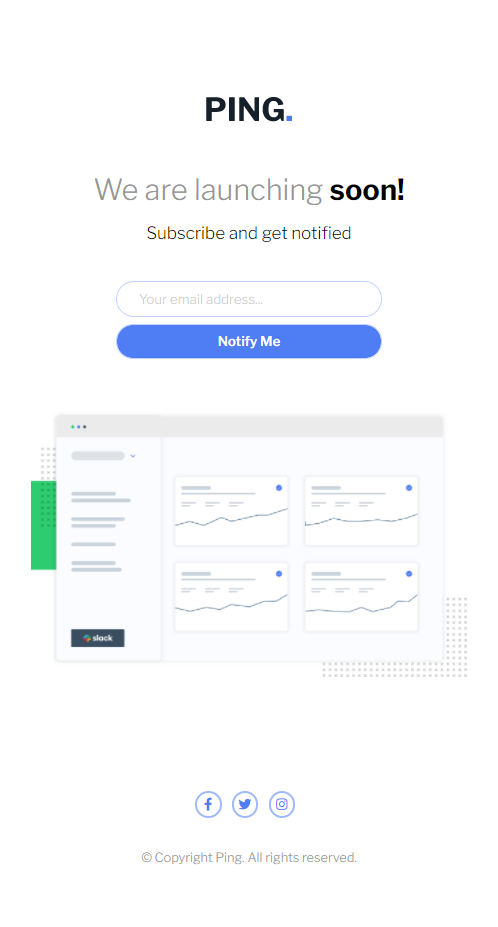 PING.
We are launching soon!
Subscribe and get notified
Your email address...
Notify Me
slack
© Copyright Ping. All rights reserved.